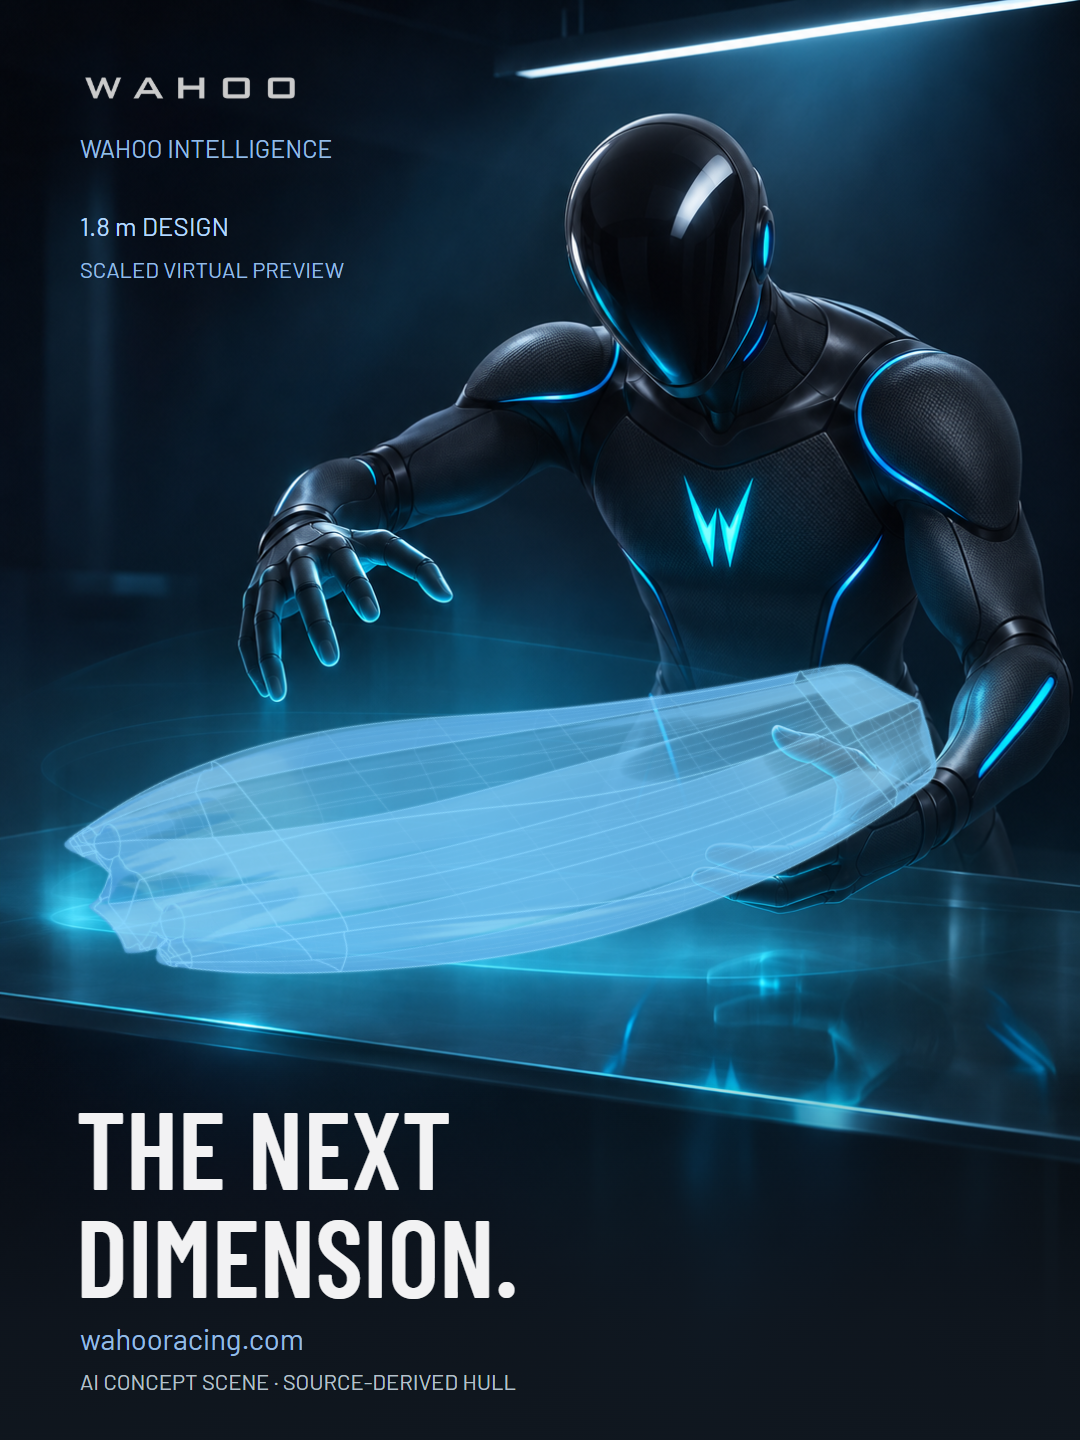 WAHOO
WAHOO INTELLIGENCE
1.8 m DESIGN
SCALED VIRTUAL PREVIEW
W
THE NEXT
DIMENSION.
wahooracing.com
AI CONCEPT SCENE · SOURCE-DERIVED HULL